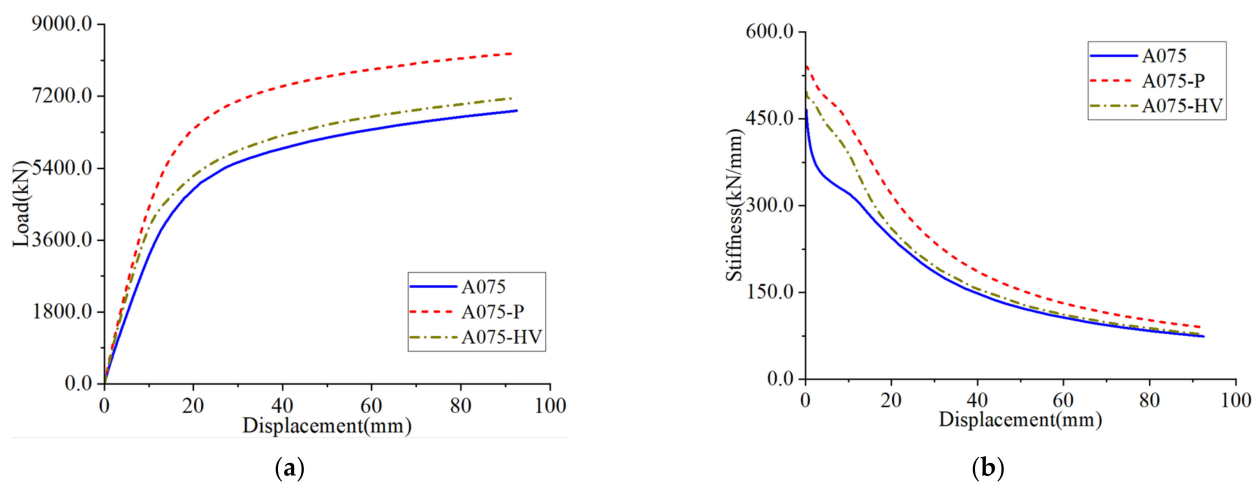 9000.0
7200.0
5400.0
3600.0
1800.0
0.0
Load(kN)
0 20 40 60 80 100
Displacement(mm)
A075
A075-P
A075-HV
(a)
600.0
450.0
300.0
150.0
0.0
Stiffness(kN/mm)
0 20 40 60 80 100
Displacement(mm)
A075
A075-P
A075-HV
(b)